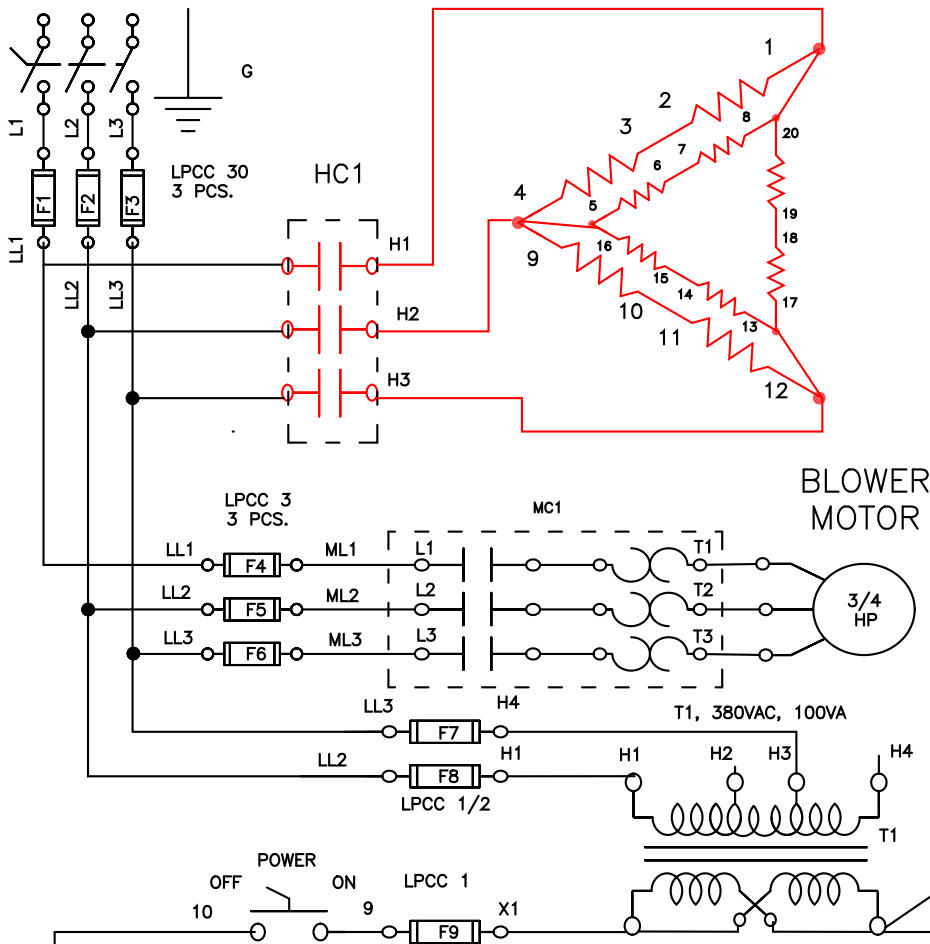 G
L1
L2
L3
LPCC 30
3 PCS.
F1
F2
F3
LL1
LL2
LL3
HC1
H1
H2
H3
1
2
3
4
5
6
7
8
9
10
11
12
13
14
15
16
17
18
19
20
LPCC 3
3 PCS.
MC1
BLOWER
MOTOR
LL1
F4
ML1
L1
T1
LL2
F5
ML2
L2
T2
LL3
F6
ML3
L3
T3
3/4
HP
LL3
F7
H4
T1, 380VAC, 100VA
LL2
F8
H1
LPCC 1/2
H1
H2
H3
H4
T1
POWER
OFF
ON
10
9
LPCC 1
F9
X1